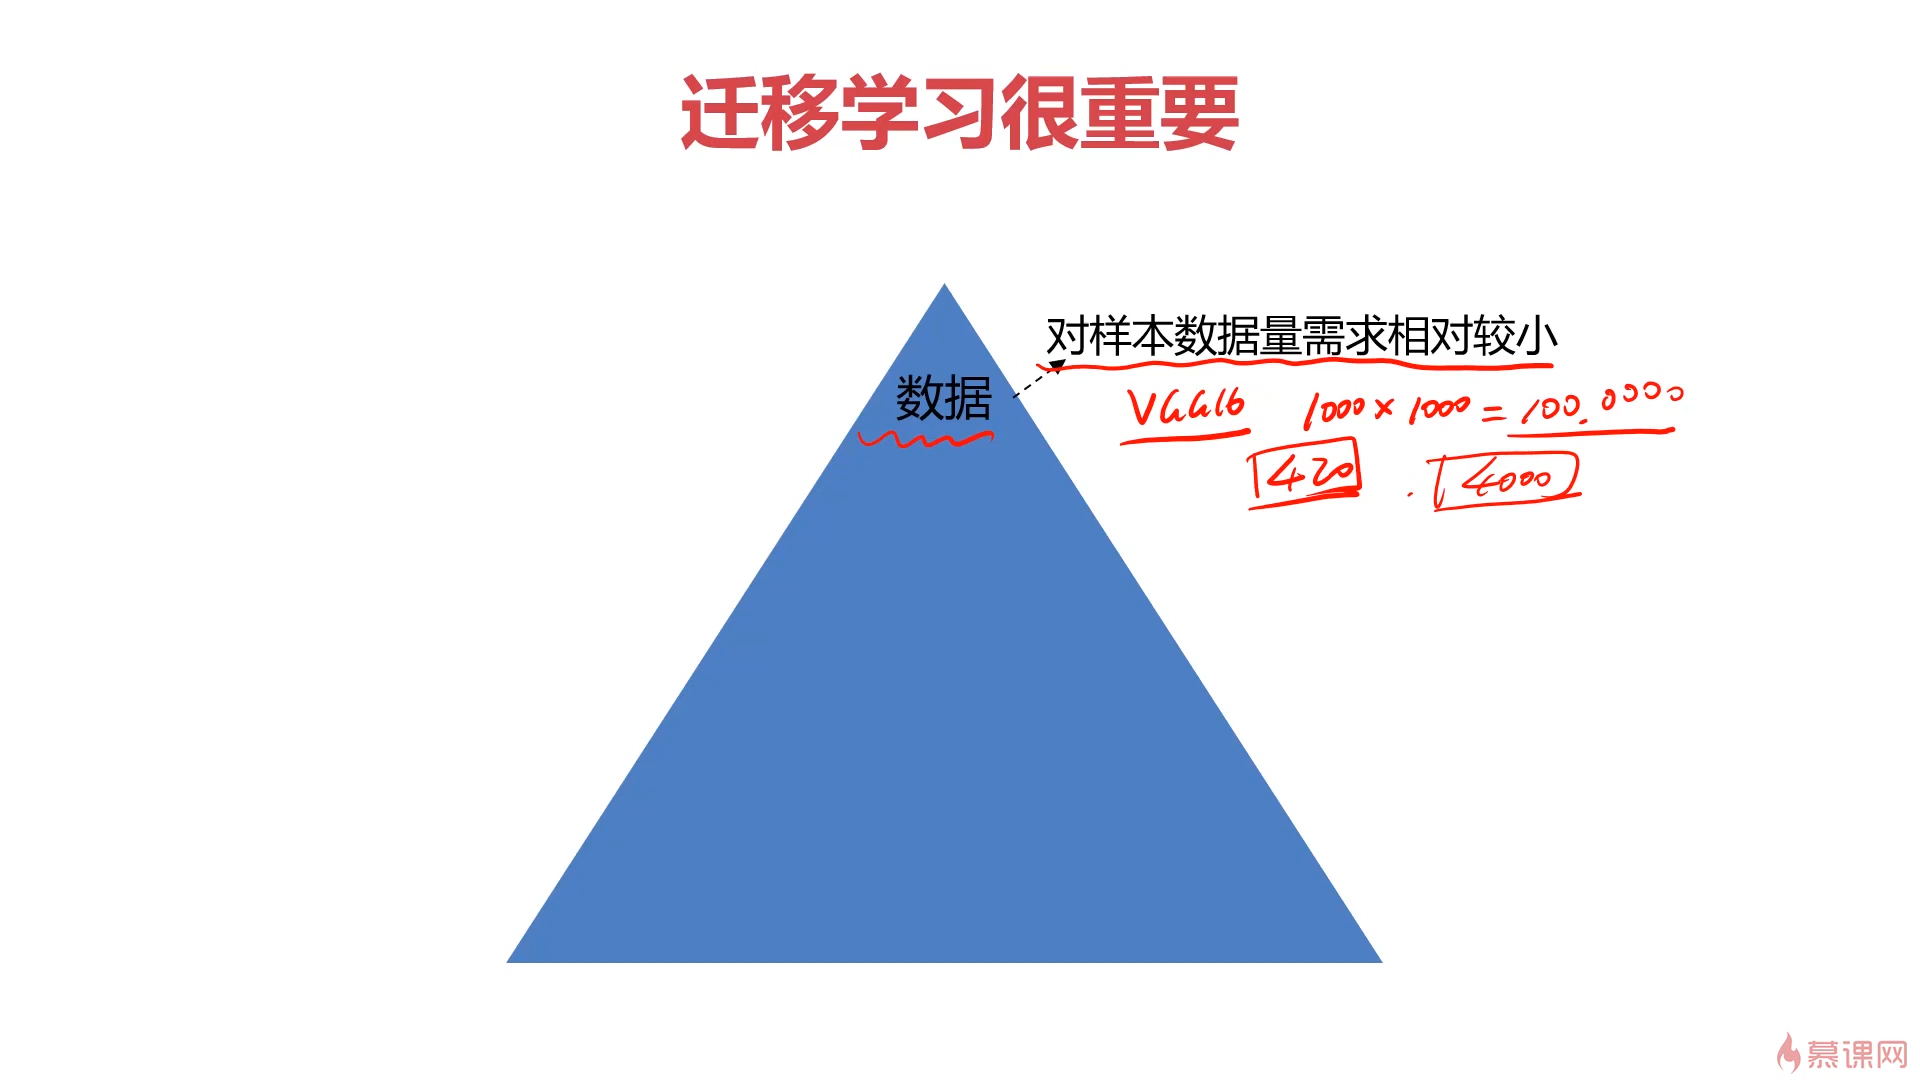 迁移学习很重要
对样本数据量需求相对较小
数据
VGG16 1000 × 1000 = 100.0000
420 . 4000
慕课网